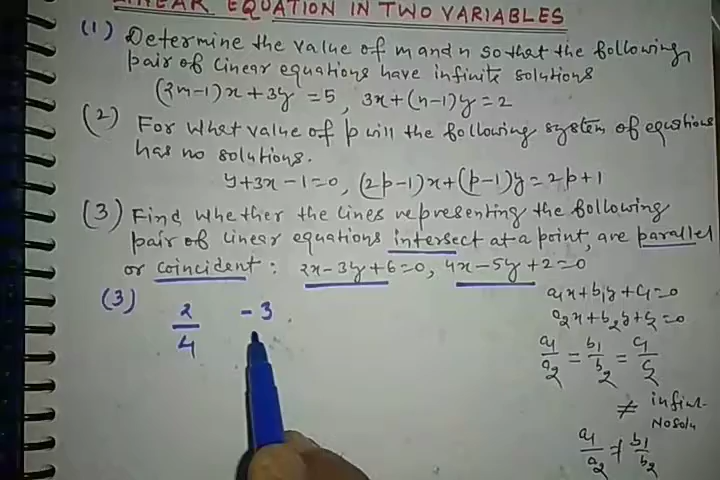 LINEAR EQUATION IN TWO VARIABLES
(1) Determine the value of m and n so that the following
pair of linear equations have infinite solutions
(2m-1)x+3y=5, 3x+(n-1)y=2
(2) For what value of p will the following system of equations
has no solutions.
y+3x-1=0, (2p-1)x+(p-1)y=2p+1
(3) Find whether the lines representing the following
pair of linear equations intersect at a point, are parallel
or coincident: 2x-3y+6=0, 4x-5y+2=0
(3) 2/4 -3
a₁x+b₁y+c₁=0
a₂x+b₂y+c₂=0
a₁/a₂ = b₁/b₂ = c₁/c₂
≠ infint.
No solu
a₁/a₂ ≠ b₁/b₂